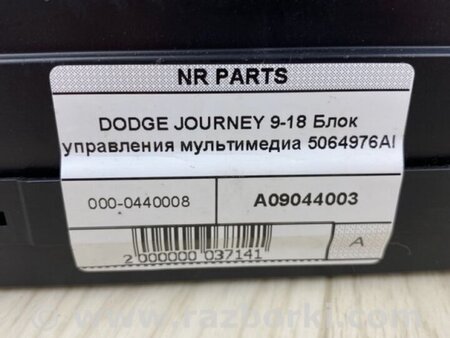 NR PARTS
DODGE JOURNEY 9-18 Блок
управления мультимедиа 5064976AI
000-0440008
A09044003
2 000000 037141
A
www.razborki.com